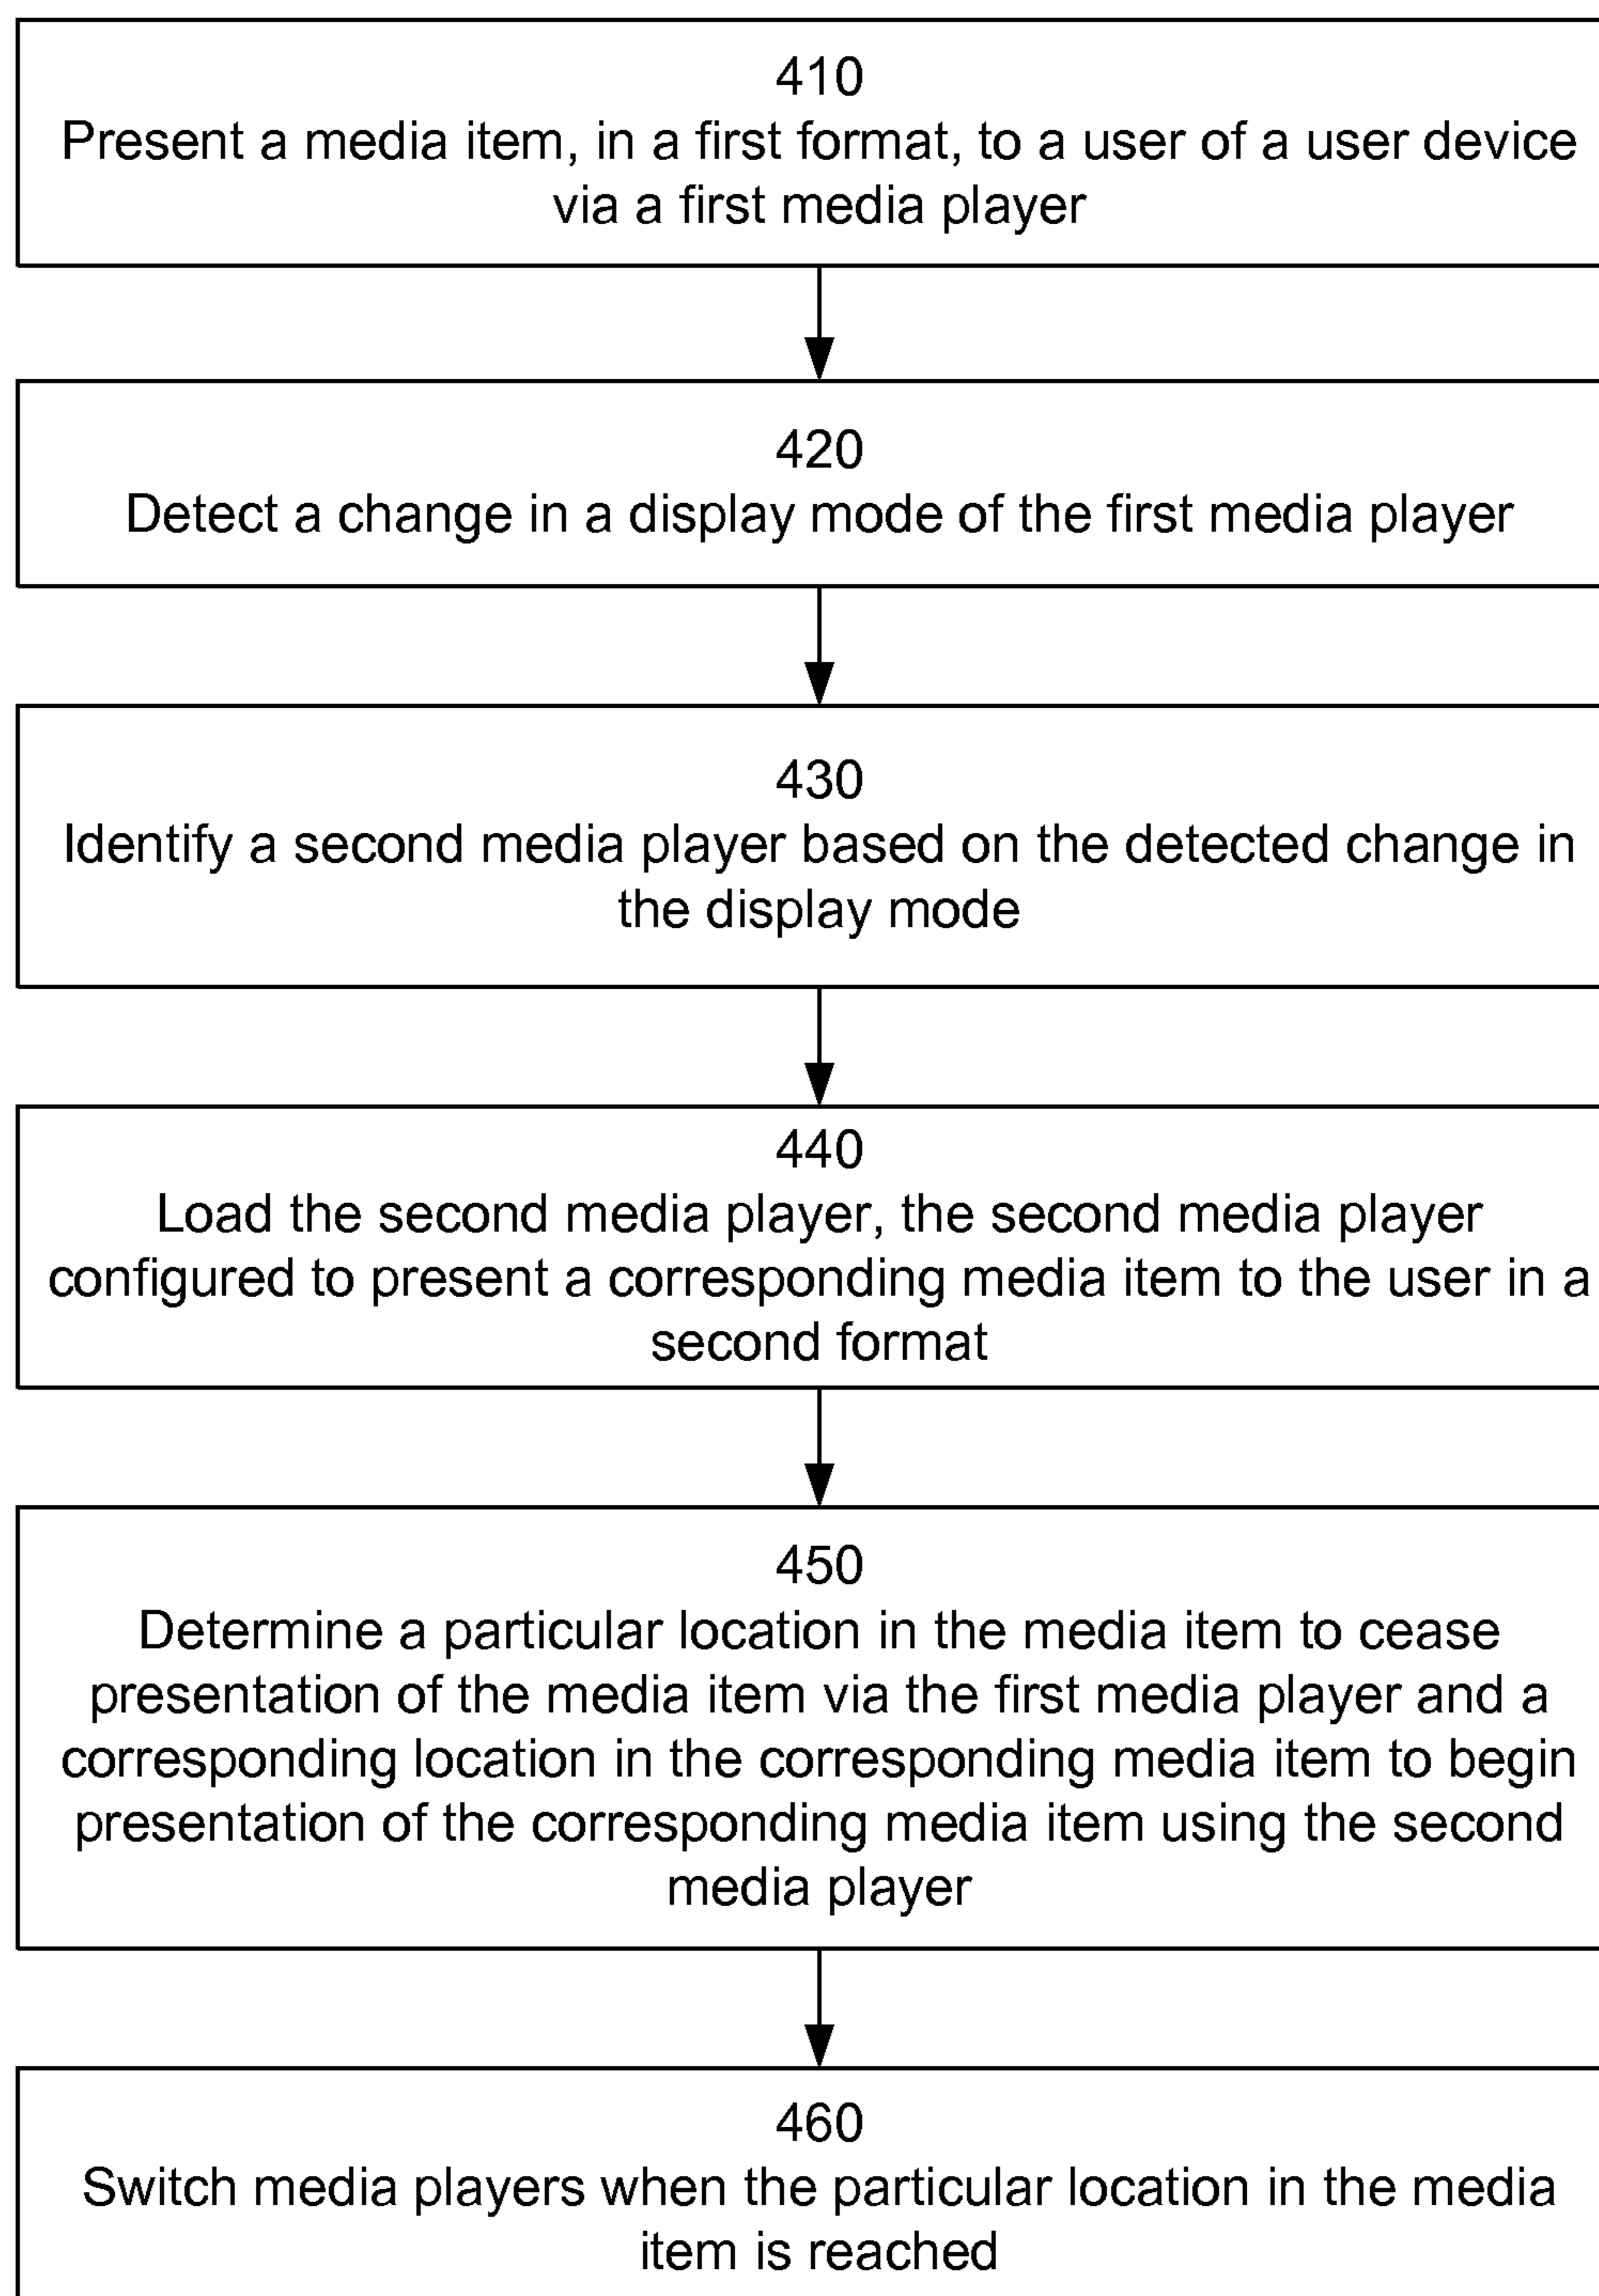 410
Present a media item, in a first format, to a user of a user device
via a first media player
420
Detect a change in a display mode of the first media player
430
Identify a second media player based on the detected change in
the display mode
440
Load the second media player, the second media player
configured to present a corresponding media item to the user in a
second format
450
Determine a particular location in the media item to cease
presentation of the media item via the first media player and a
corresponding location in the corresponding media item to begin
presentation of the corresponding media item using the second
media player
460
Switch media players when the particular location in the media
item is reached